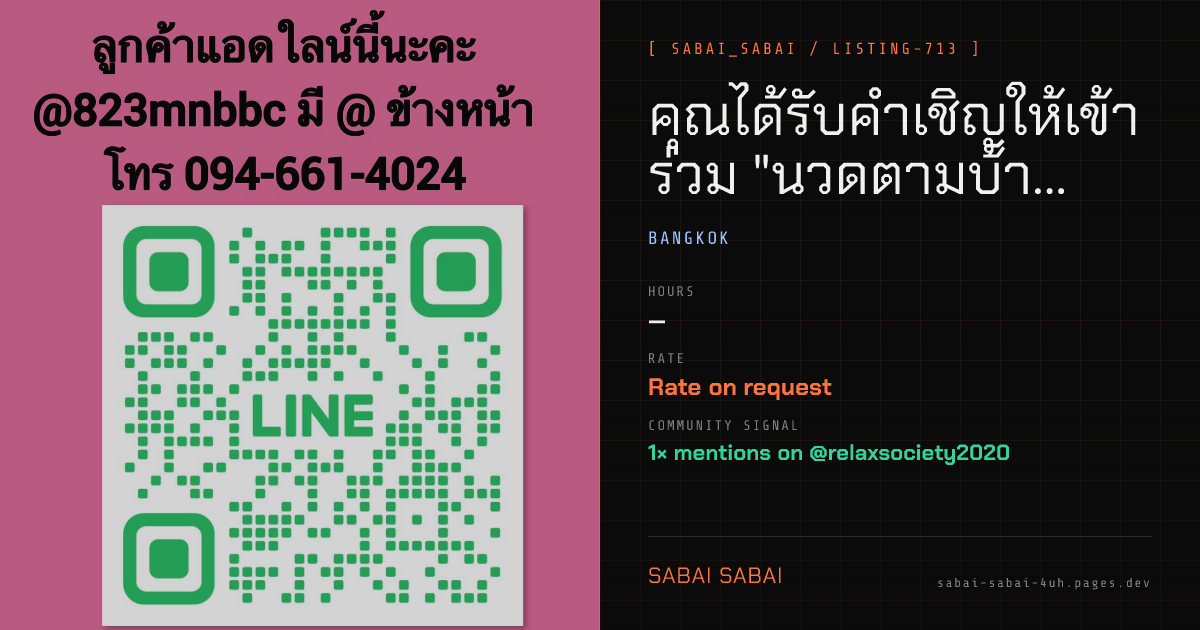 ลูกค้าแอดไลน์นี้นะคะ
@823mnbbc มี @ ข้างหน้า
โทร 094-661-4024
LINE
[ SABAI_SABAI / LISTING-713 ]
คุณได้รับคำเชิญให้เข้า
ร่วม "นวดตามบ้า...
BANGKOK
HOURS
—
RATE
Rate on request
COMMUNITY SIGNAL
1× mentions on @relaxsociety2020
SABAI SABAI
sabai-sabai-4uh.pages.dev